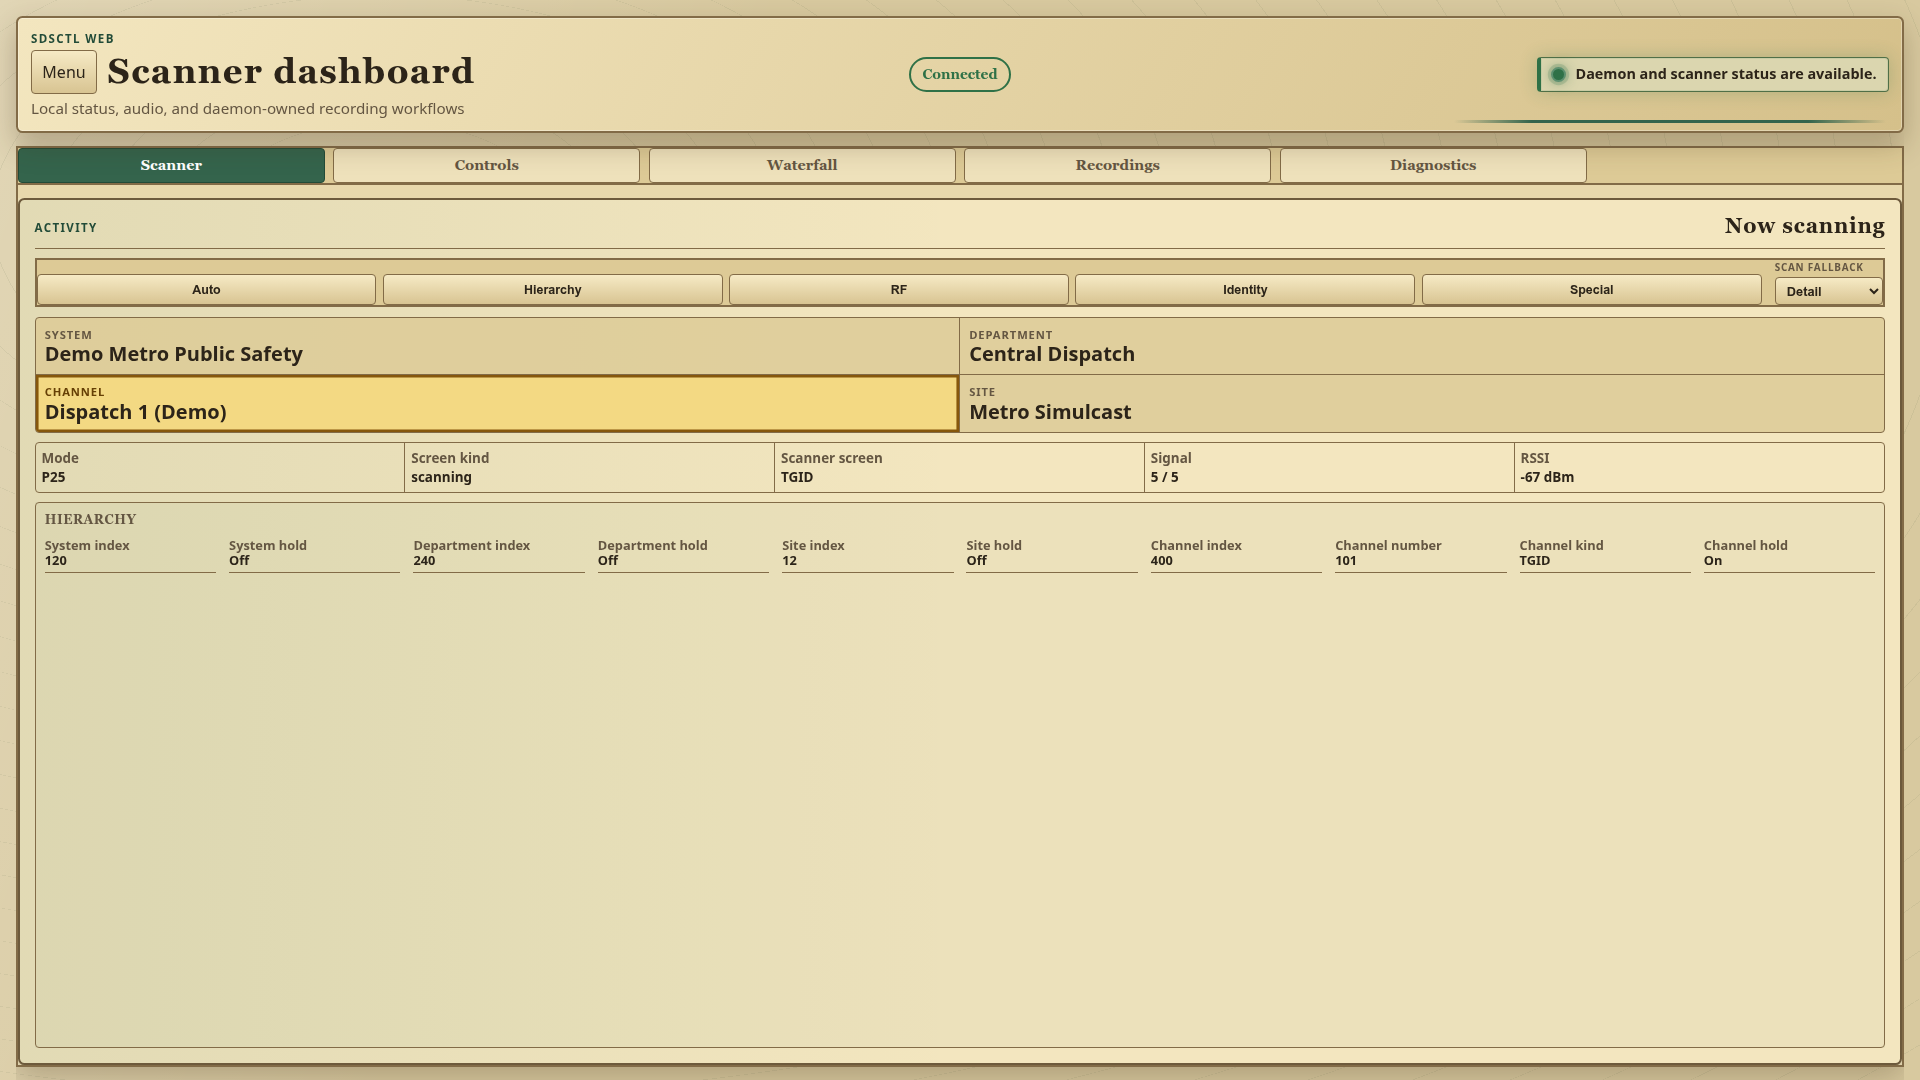 SDSCTL WEB
Menu
Scanner dashboard
Local status, audio, and daemon-owned recording workflows
Connected
Daemon and scanner status are available.
Scanner
Controls
Waterfall
Recordings
Diagnostics
ACTIVITY
Now scanning
Auto
Hierarchy
RF
Identity
Special
SCAN FALLBACK
Detail
SYSTEM
Demo Metro Public Safety
DEPARTMENT
Central Dispatch
CHANNEL
Dispatch 1 (Demo)
SITE
Metro Simulcast
Mode
P25
Screen kind
scanning
Scanner screen
TGID
Signal
5 / 5
RSSI
-67 dBm
HIERARCHY
System index
120
System hold
Off
Department index
240
Department hold
Off
Site index
12
Site hold
Off
Channel index
400
Channel number
101
Channel kind
TGID
Channel hold
On